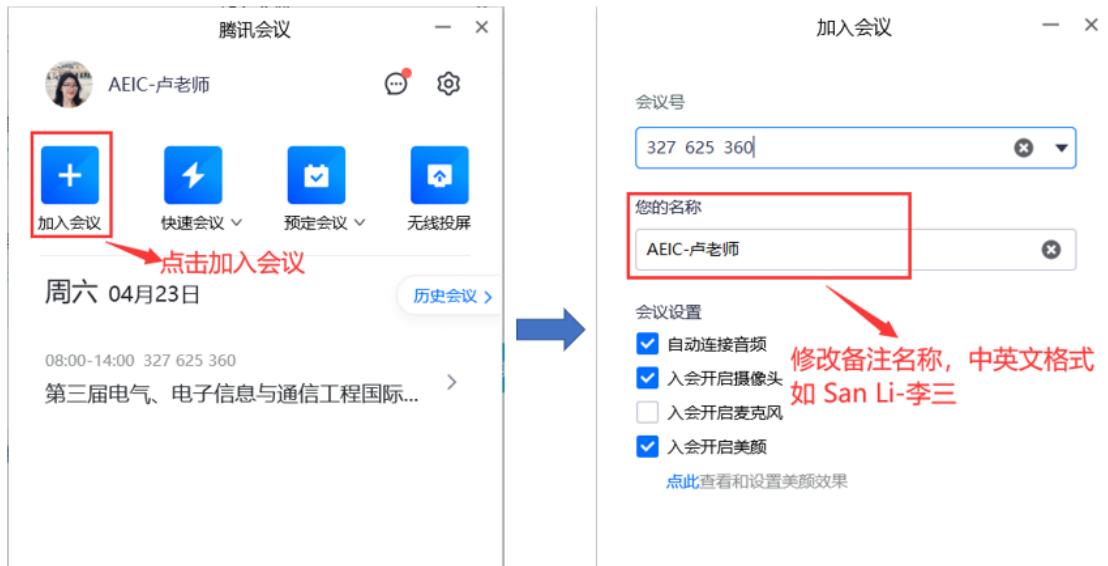 腾讯会议
AEIC-卢老师
加入会议
快速会议
预定会议
无线投屏
点击加入会议
周六 04月23日
历史会议
08:00-14:00 327 625 360
第三届电气、电子信息与通信工程国际...
加入会议
会议号
327 625 360
您的名称
AEIC-卢老师
会议设置
自动连接音频
入会开启摄像头
入会开启麦克风
入会开启美颜
点此查看和设置美颜效果
修改备注名称，中英文格式
如 San Li-李三